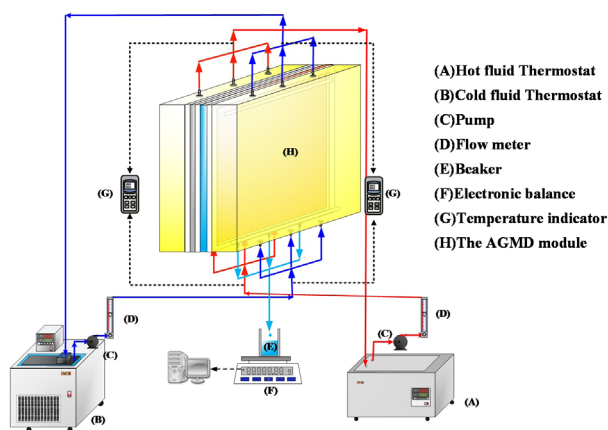 (A)Hot fluid Thermostat
(B)Cold fluid Thermostat
(C)Pump
(D)Flow meter
(E)Beaker
(F)Electronic balance
(G)Temperature indicator
(H)The AGMD module
(H)
(G)
(G)
(D)
(D)
(C)
(C)
(E)
(F)
(A)
(B)